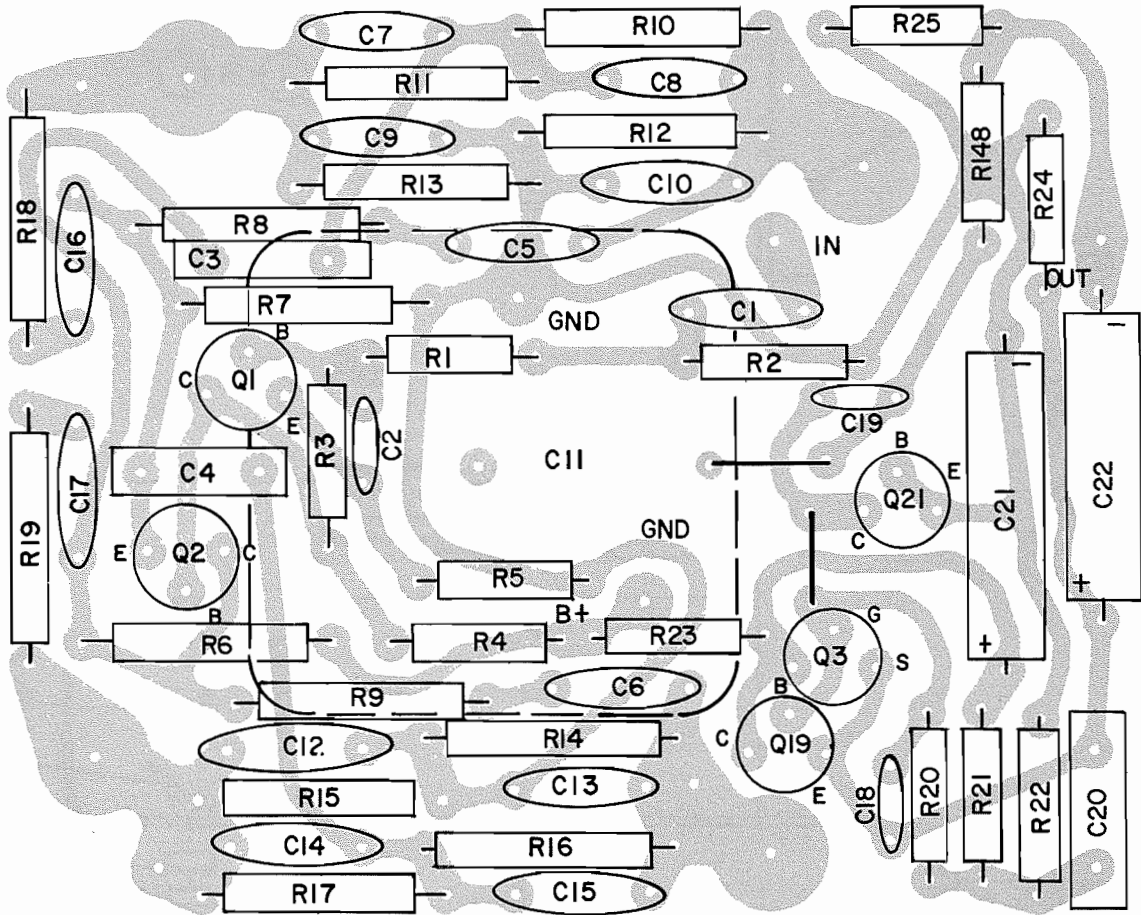 C7
R10
R25
R11
C8
C9
R12
R13
C10
R148
R24
R18
C16
R8
C3
C5
IN
OUT
R7
C1
GND
B
R1
R2
C
Q1
E
R3
C2
C19
C4
C11
B
E
Q21
C
C21
C22
C17
R19
GND
E
Q2
C
B
R5
B+
R6
R4
R23
G
Q3
S
R9
C6
B
C
Q19
E
C12.
R14
R15
C13
C18
R20
R21
R22
C20
C14
R16
R17
C15
−
−
+
+